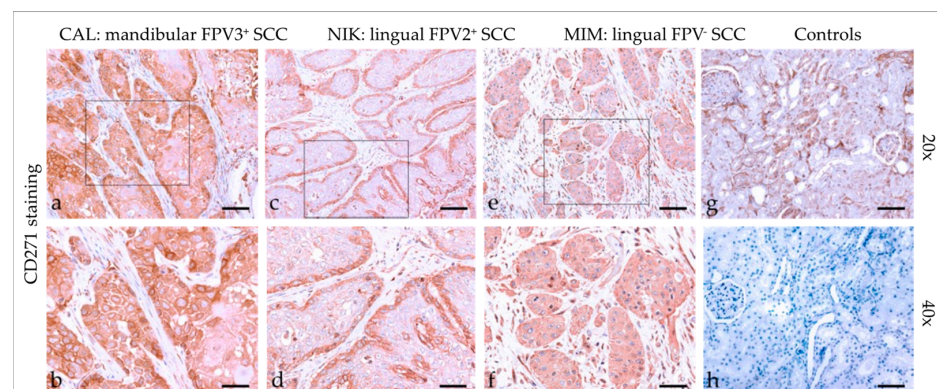 CAL: mandibular FPV3⁺ SCC
NIK: lingual FPV2⁺ SCC
MIM: lingual FPV⁻ SCC
Controls
CD271 staining
a
c
e
g
20x
b
d
f
h
40x